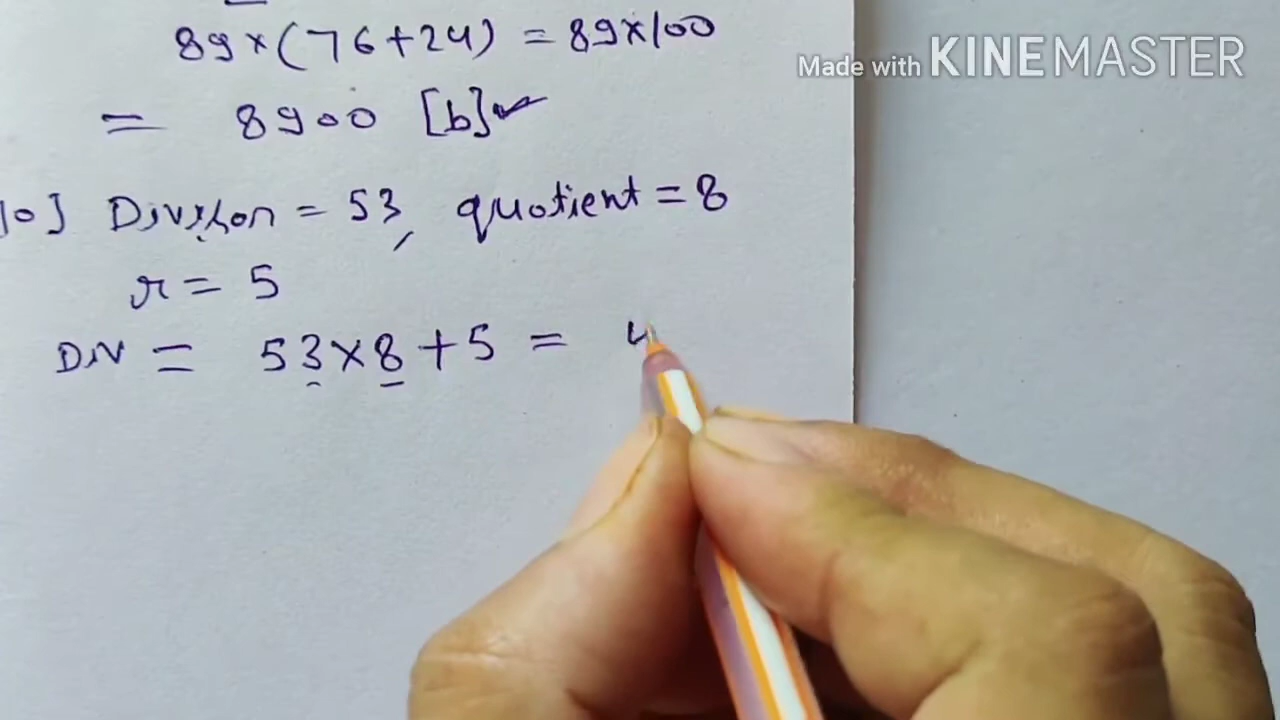 89×(76+24) = 89×100
Made with KINEMASTER
= 8900 [b]✓
10] Division = 53, quotient = 8
r = 5
Div = 53×8+5 = 4